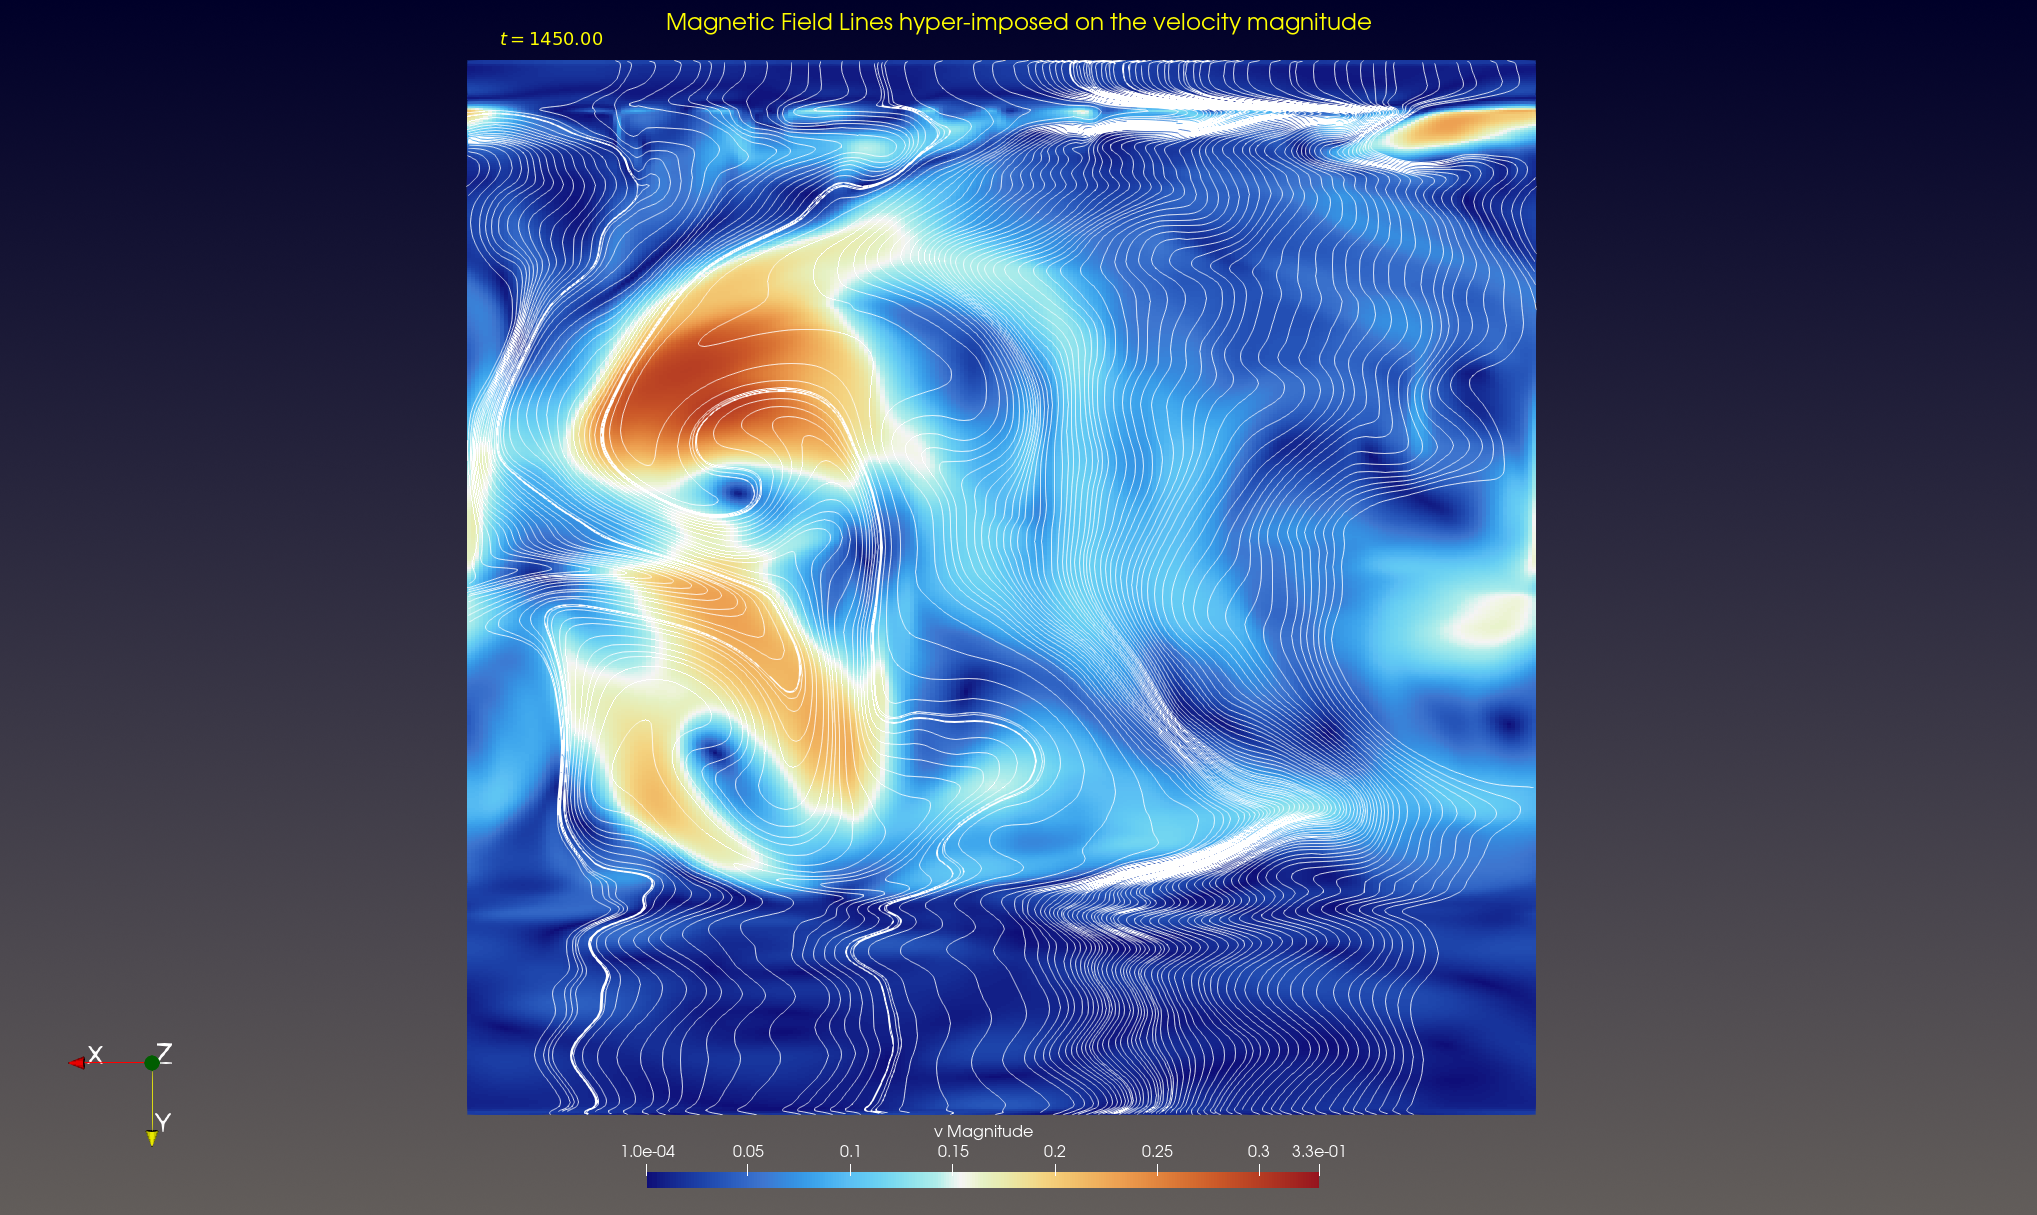 Magnetic Field Lines hyper-imposed on the velocity magnitude
t = 1450.00
X Z
Y
v Magnitude
1.0e-04 0.05 0.1 0.15 0.2 0.25 0.3 3.3e-01